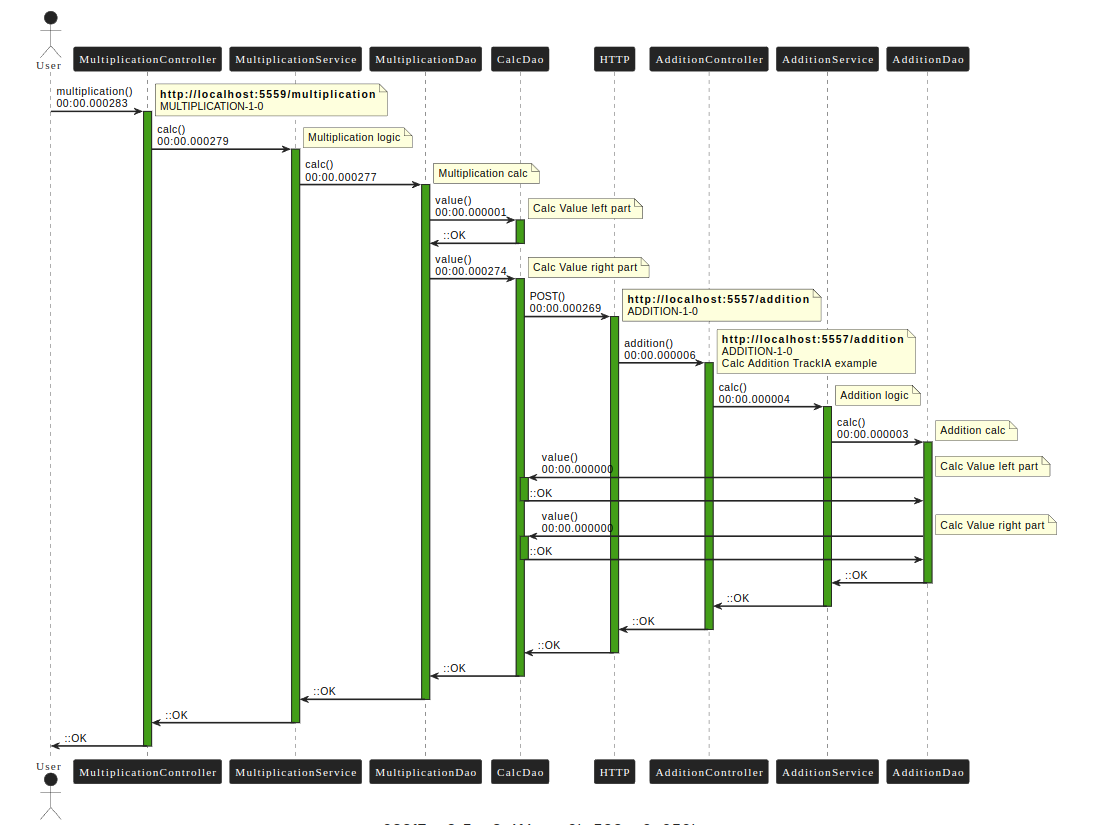 User
MultiplicationController
MultiplicationService
MultiplicationDao
CalcDao
HTTP
AdditionController
AdditionService
AdditionDao
multiplication()
00:00.000283
http://localhost:5559/multiplication
MULTIPLICATION-1-0
calc()
00:00.000279
Multiplication logic
calc()
00:00.000277
Multiplication calc
value()
00:00.000001
Calc Value left part
::OK
value()
00:00.000274
Calc Value right part
POST()
00:00.000269
http://localhost:5557/addition
ADDITION-1-0
addition()
00:00.000006
http://localhost:5557/addition
ADDITION-1-0
Calc Addition TrackIA example
calc()
00:00.000004
Addition logic
calc()
00:00.000003
Addition calc
value()
00:00.000000
Calc Value left part
::OK
value()
00:00.000000
Calc Value right part
::OK
::OK
::OK
::OK
::OK
::OK
::OK
::OK
::OK
User
MultiplicationController
MultiplicationService
MultiplicationDao
CalcDao
HTTP
AdditionController
AdditionService
AdditionDao